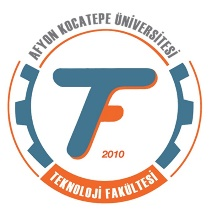 AFYON KOCATEPE ÜNİVERSİTESİ
TF
2010
TEKNOLOJİ FAKÜLTESİ